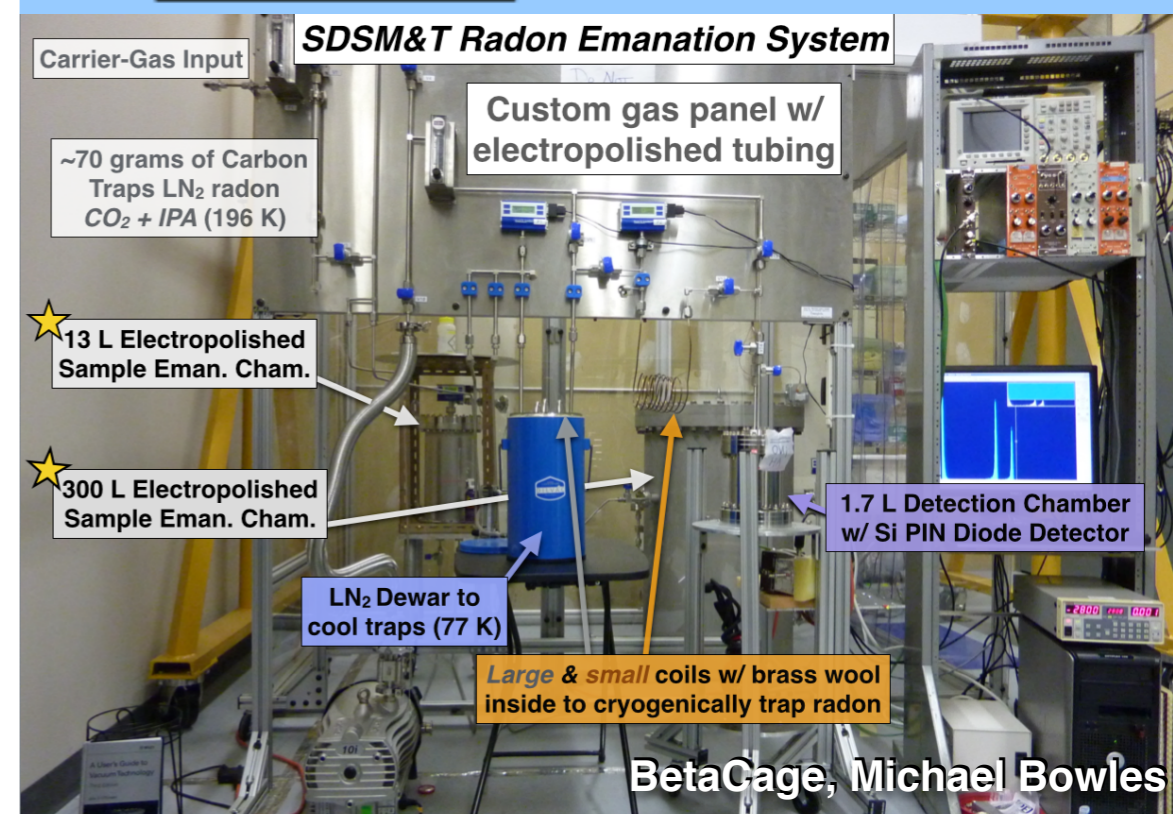 SDSM&T Radon Emanation System
Carrier-Gas Input
Custom gas panel w/
electropolished tubing
~70 grams of Carbon
Traps LN₂ radon
CO₂ + IPA (196 K)
13 L Electropolished
Sample Eman. Cham.
300 L Electropolished
Sample Eman. Cham.
1.7 L Detection Chamber
w/ Si PIN Diode Detector
LN₂ Dewar to
cool traps (77 K)
Large & small coils w/ brass wool
inside to cryogenically trap radon
10i
A User's Guide to
Vacuum Technology
BetaCage, Michael Bowles